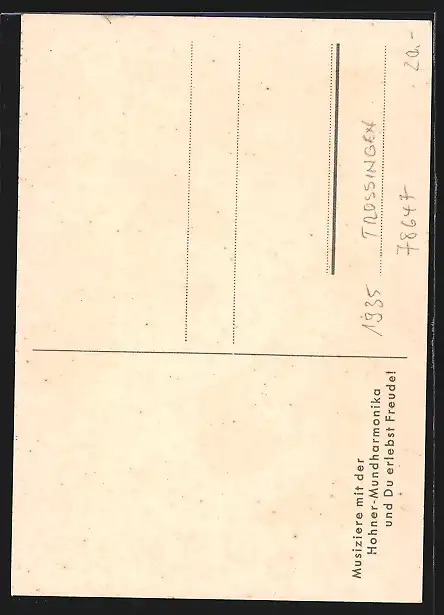 Musiziere mit der
Hohner-Mundharmonika
und Du erlebst Freude!
1935 TROSSINGEN
78647
20.-